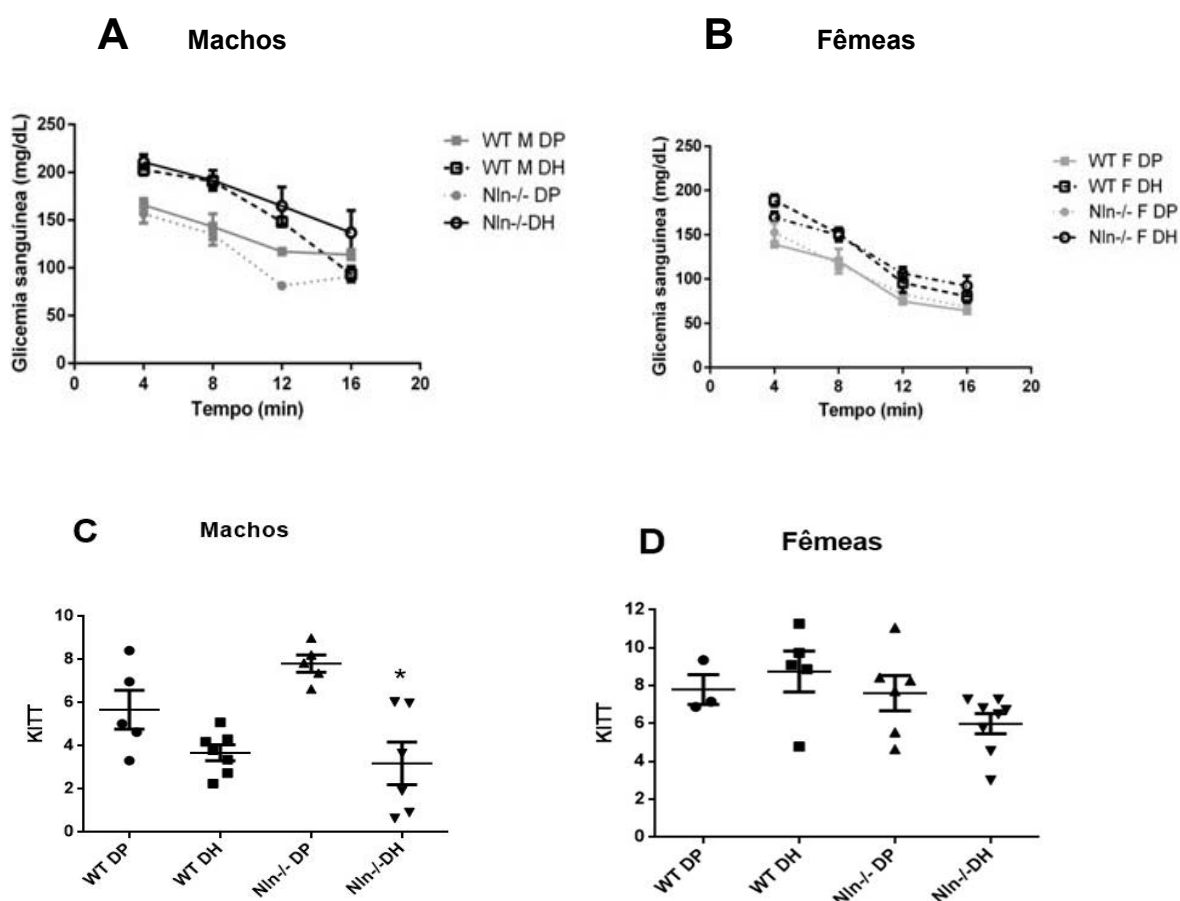 A Machos
Glicemia sanguínea (mg/dL)
250
200
150
100
50
0
0 4 8 12 16 20
Tempo (min)
WT M DP
WT M DH
Nln-/- DP
Nln-/-DH
B Fêmeas
Glicemia sanguínea (mg/dL)
250
200
150
100
50
0
0 4 8 12 16 20
Tempo (min)
WT F DP
WT F DH
Nln-/- F DP
Nln-/- F DH
C Machos
KITT
10
8
6
4
2
0
*
WT DP
WT DH
Nln-/- DP
Nln-/-DH
D Fêmeas
KITT
12
10
8
6
4
2
0
WT DP
WT DH
Nln-/- DP
Nln-/-DH